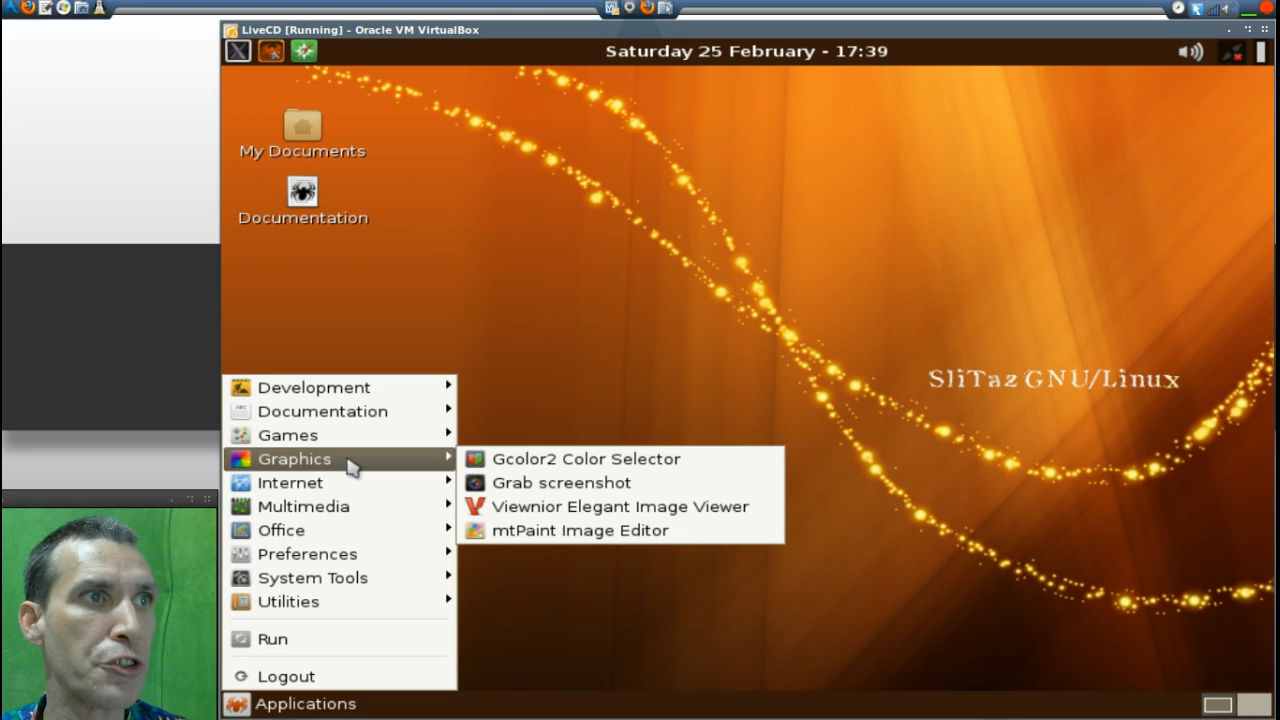 LiveCD [Running] - Oracle VM VirtualBox
Saturday 25 February - 17:39
My Documents
Documentation
SliTaz GNU/Linux
Development
Documentation
Games
Graphics
Internet
Multimedia
Office
Preferences
System Tools
Utilities
Run
Logout
Gcolor2 Color Selector
Grab screenshot
Viewnior Elegant Image Viewer
mtPaint Image Editor
Applications